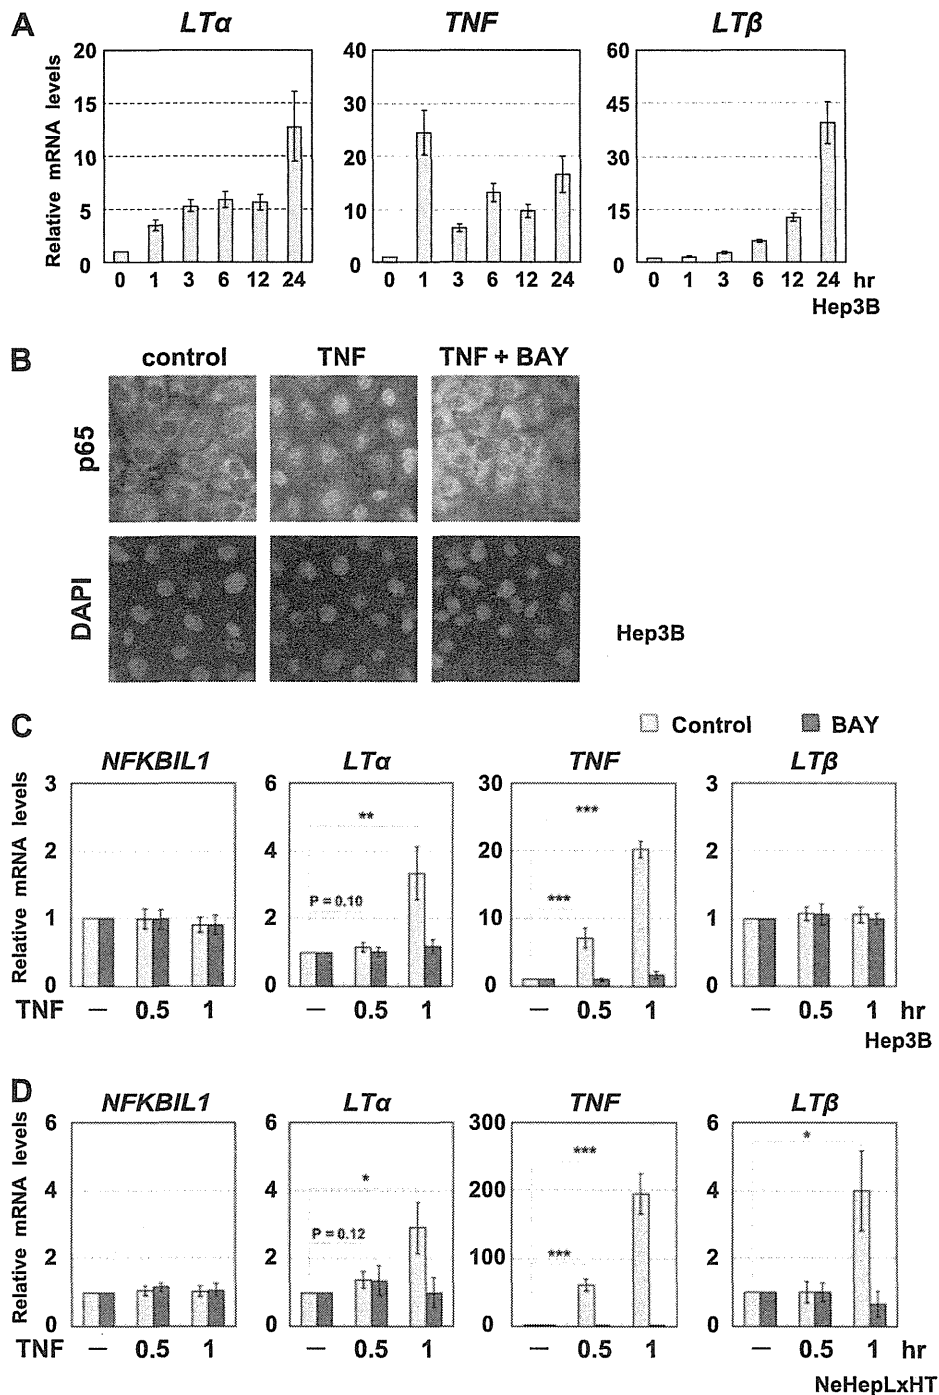 A
LTα TNF LTβ
Relative mRNA levels
20 40 60
15 30 45
10 20 30
5 10 15
0 0 0
0 1 3 6 12 24 0 1 3 6 12 24 0 1 3 6 12 24 hr
Hep3B
B
control TNF TNF + BAY
p65
DAPI
Hep3B
C
Control BAY
NFKBIL1 LTα TNF LTβ
Relative mRNA levels
3 6 30 3
** ***
2 4 20 2
P = 0.10 ***
1 2 10 1
0 0 0 0
TNF — 0.5 1 — 0.5 1 — 0.5 1 — 0.5 1 hr
Hep3B
D
NFKBIL1 LTα TNF LTβ
Relative mRNA levels
6 6 300 6
* *** *
4 4 200 4
P = 0.12 ***
2 2 100 2
0 0 0 0
TNF — 0.5 1 — 0.5 1 — 0.5 1 — 0.5 1 hr
NeHepLxHT